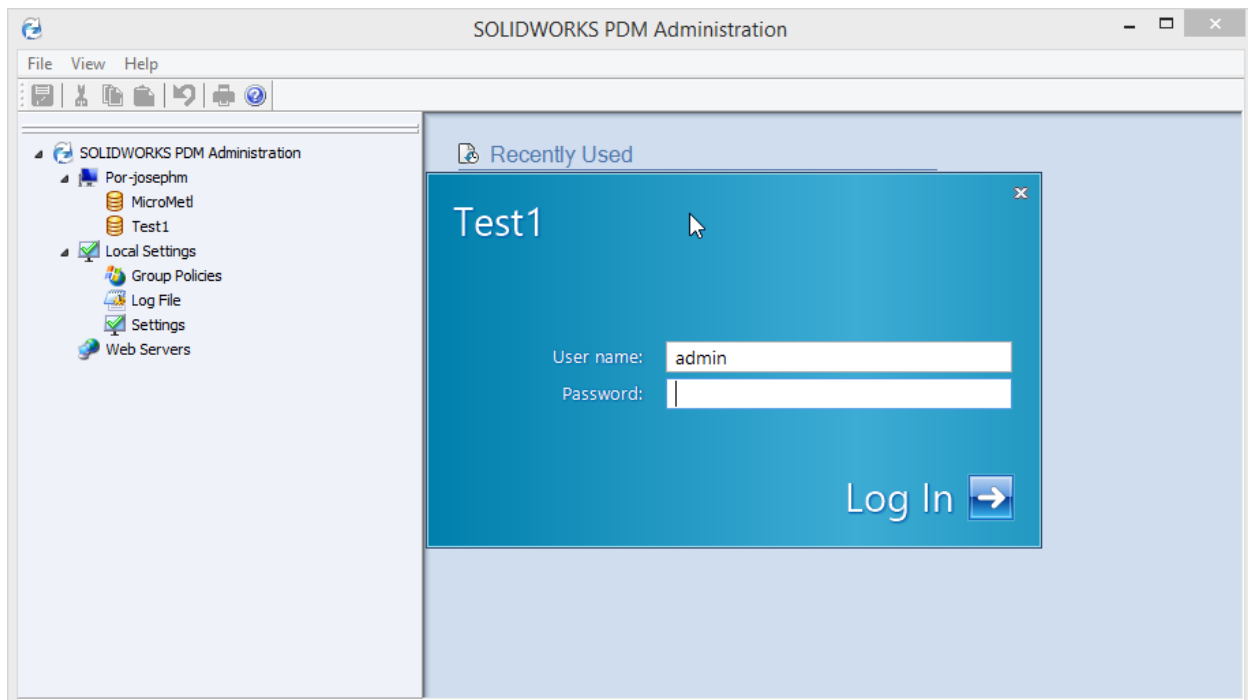 SOLIDWORKS PDM Administration
File View Help
SOLIDWORKS PDM Administration
Por-josephm
MicroMetl
Test1
Local Settings
Group Policies
Log File
Settings
Web Servers
Recently Used
Test1
User name: admin
Password:
Log In